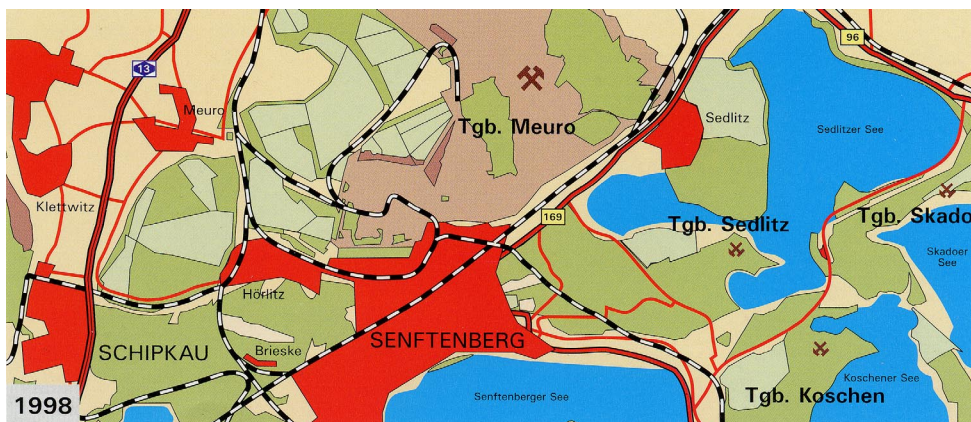 13
96
Meuro
Tgb. Meuro
Sedlitz
Sedlitzer See
Klettwitz
169
Tgb. Sedlitz
Tgb. Skado
Skadoer
See
Hörlitz
SCHIPKAU
Brieske
SENFTENBERG
Koschener See
Tgb. Koschen
Senftenberger See
1998